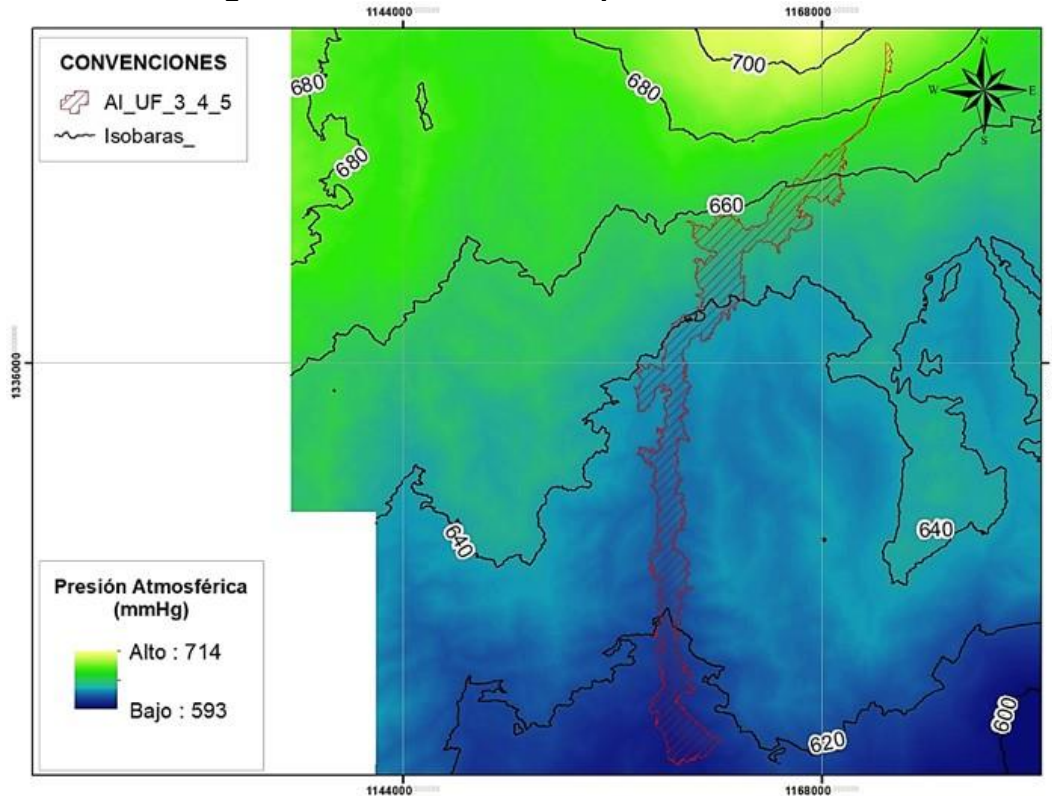 1144000
1168000
CONVENCIONES
AI_UF_3_4_5
Isobaras_
680
680
680
700
N
W
E
S
660
1336000
640
640
Presión Atmosférica
(mmHg)
Alto : 714
Bajo : 593
620
600
1144000
1168000